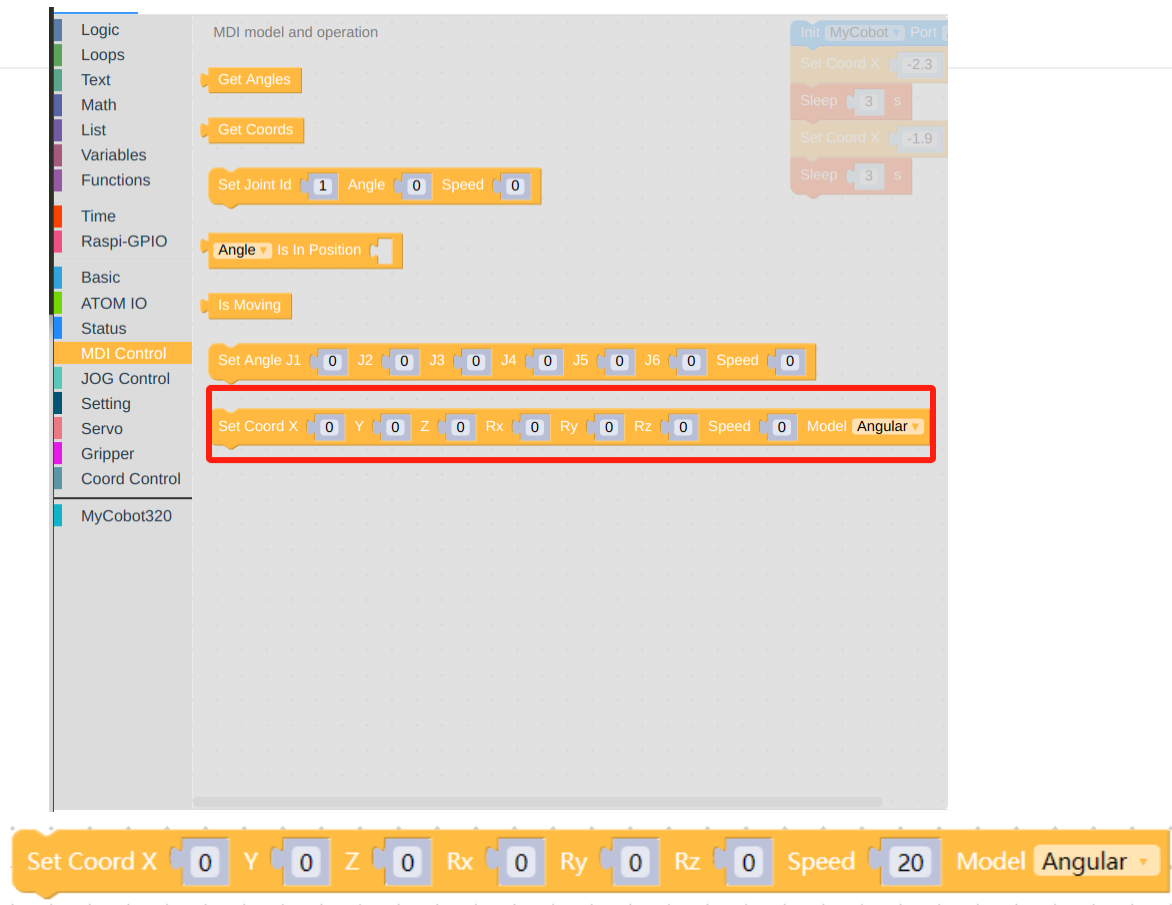 Logic
Loops
Text
Math
List
Variables
Functions
Time
Raspi-GPIO
Basic
ATOM IO
Status
MDI Control
JOG Control
Setting
Servo
Gripper
Coord Control
MyCobot320
MDI model and operation
Get Angles
Get Coords
Set Joint Id 1 Angle 0 Speed 0
Angle Is In Position
Is Moving
Set Angle J1 0 J2 0 J3 0 J4 0 J5 0 J6 0 Speed 0
Set Coord X 0 Y 0 Z 0 Rx 0 Ry 0 Rz 0 Speed 0 Model Angular
Init MyCobot Port
Set Coord X -2.3
Sleep 3 s
Set Coord X -1.9
Sleep 3 s
Set Coord X 0 Y 0 Z 0 Rx 0 Ry 0 Rz 0 Speed 20 Model Angular